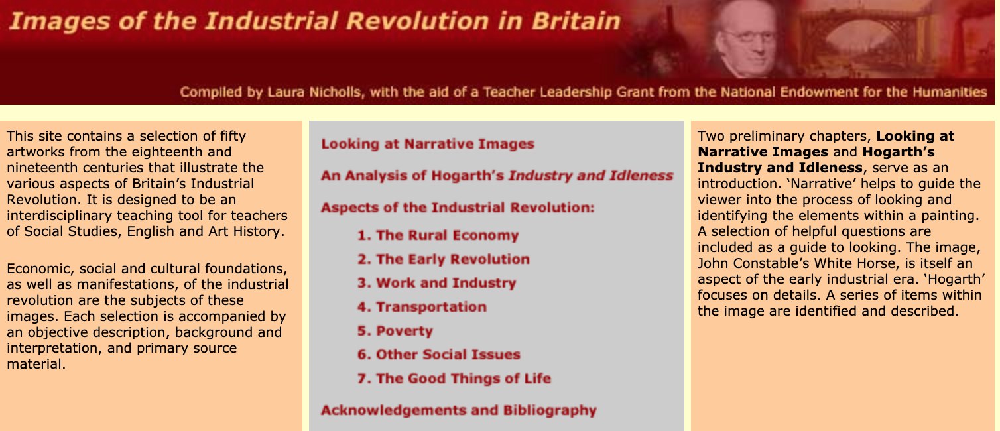 Images of the Industrial Revolution in Britain
Compiled by Laura Nicholls, with the aid of a Teacher Leadership Grant from the National Endowment for the Humanities
This site contains a selection of fifty
artworks from the eighteenth and
nineteenth centuries that illustrate the
various aspects of Britain's Industrial
Revolution. It is designed to be an
interdisciplinary teaching tool for teachers
of Social Studies, English and Art History.
Economic, social and cultural foundations,
as well as manifestations, of the industrial
revolution are the subjects of these
images. Each selection is accompanied by
an objective description, background and
interpretation, and primary source
material.
Looking at Narrative Images
An Analysis of Hogarth's Industry and Idleness
Aspects of the Industrial Revolution:
1. The Rural Economy
2. The Early Revolution
3. Work and Industry
4. Transportation
5. Poverty
6. Other Social Issues
7. The Good Things of Life
Acknowledgements and Bibliography
Two preliminary chapters, Looking at
Narrative Images and Hogarth's
Industry and Idleness, serve as an
introduction. ‘Narrative’ helps to guide the
viewer into the process of looking and
identifying the elements within a painting.
A selection of helpful questions are
included as a guide to looking. The image,
John Constable's White Horse, is itself an
aspect of the early industrial era. ‘Hogarth’
focuses on details. A series of items within
the image are identified and described.